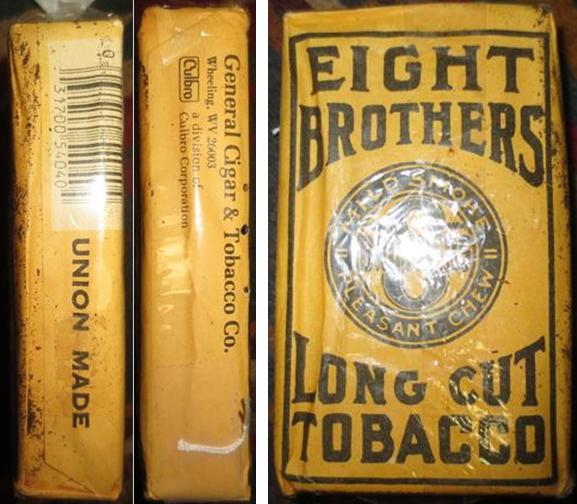 0
31700 54040
UNION MADE
General Cigar & Tobacco Co.
Wheeling, WV 26003
Culbro
a division of
Culbro Corporation
EIGHT
BROTHERS
SMOKE
PLEASANT CHEW
LONG CUT
TOBACCO